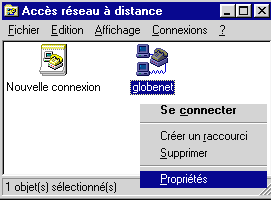 Accès réseau à distance
Fichier Edition Affichage Connexions ?
Nouvelle connexion globenet
Se connecter
Créer un raccourci
Supprimer
Propriétés
1 objet(s) sélectionné(s)